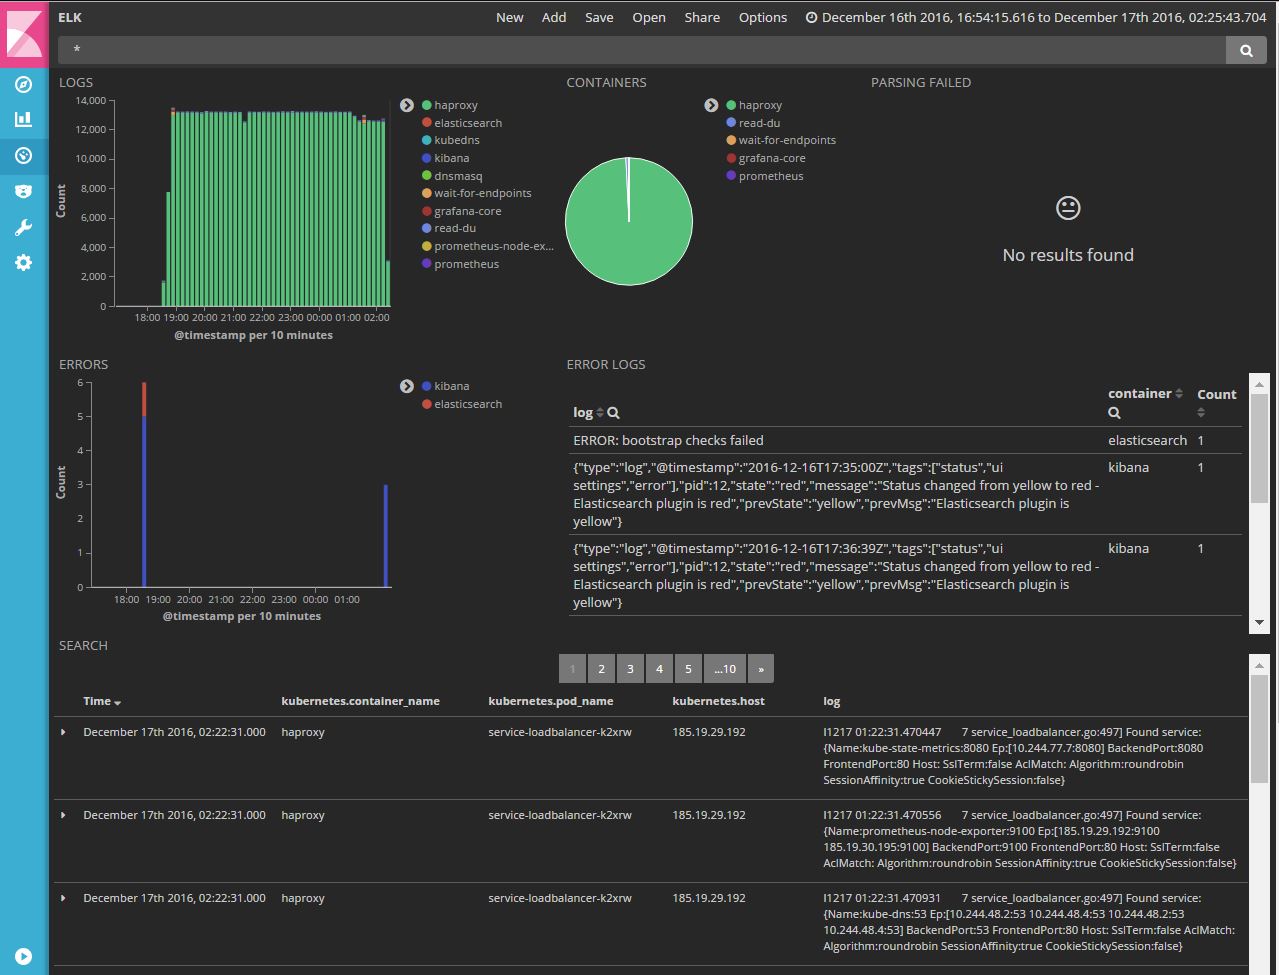 ELK New Add Save Open Share Options December 16th 2016, 16:54:15.616 to December 17th 2016, 02:25:43.704
*
LOGS
14,000
12,000
10,000
8,000
6,000
4,000
2,000
0
Count
18:00 19:00 20:00 21:00 22:00 23:00 00:00 01:00 02:00
@timestamp per 10 minutes
haproxy
elasticsearch
kubedns
kibana
dnsmasq
wait-for-endpoints
grafana-core
read-du
prometheus-node-ex...
prometheus
CONTAINERS
haproxy
read-du
wait-for-endpoints
grafana-core
prometheus
PARSING FAILED
No results found
ERRORS
6
5
4
3
2
1
0
Count
18:00 19:00 20:00 21:00 22:00 23:00 00:00 01:00
@timestamp per 10 minutes
kibana
elasticsearch
ERROR LOGS
log container Count
ERROR: bootstrap checks failed elasticsearch 1
{"type":"log","@timestamp":"2016-12-16T17:35:00Z","tags":["status","ui kibana 1
settings","error"],"pid":12,"state":"red","message":"Status changed from yellow to red -
Elasticsearch plugin is red","prevState":"yellow","prevMsg":"Elasticsearch plugin is
yellow"}
{"type":"log","@timestamp":"2016-12-16T17:36:39Z","tags":["status","ui kibana 1
settings","error"],"pid":12,"state":"red","message":"Status changed from yellow to red -
Elasticsearch plugin is red","prevState":"yellow","prevMsg":"Elasticsearch plugin is
yellow"}
SEARCH
1 2 3 4 5 ...10 »
Time kubernetes.container_name kubernetes.pod_name kubernetes.host log
December 17th 2016, 02:22:31.000 haproxy service-loadbalancer-k2xrw 185.19.29.192 I1217 01:22:31.470447 7 service_loadbalancer.go:497] Found service:
{Name:kube-state-metrics:8080 Ep:[10.244.77.7:8080] BackendPort:8080
FrontendPort:80 Host: SslTerm:false AclMatch: Algorithm:roundrobin
SessionAffinity:true CookieStickySession:false}
December 17th 2016, 02:22:31.000 haproxy service-loadbalancer-k2xrw 185.19.29.192 I1217 01:22:31.470556 7 service_loadbalancer.go:497] Found service:
{Name:prometheus-node-exporter:9100 Ep:[185.19.29.192:9100
185.19.30.195:9100] BackendPort:9100 FrontendPort:80 Host: SslTerm:false
AclMatch: Algorithm:roundrobin SessionAffinity:true CookieStickySession:false}
December 17th 2016, 02:22:31.000 haproxy service-loadbalancer-k2xrw 185.19.29.192 I1217 01:22:31.470931 7 service_loadbalancer.go:497] Found service:
{Name:kube-dns:53 Ep:[10.244.48.2:53 10.244.48.4:53 10.244.48.2:53
10.244.48.4:53] BackendPort:53 FrontendPort:80 Host: SslTerm:false AclMatch:
Algorithm:roundrobin SessionAffinity:true CookieStickySession:false}